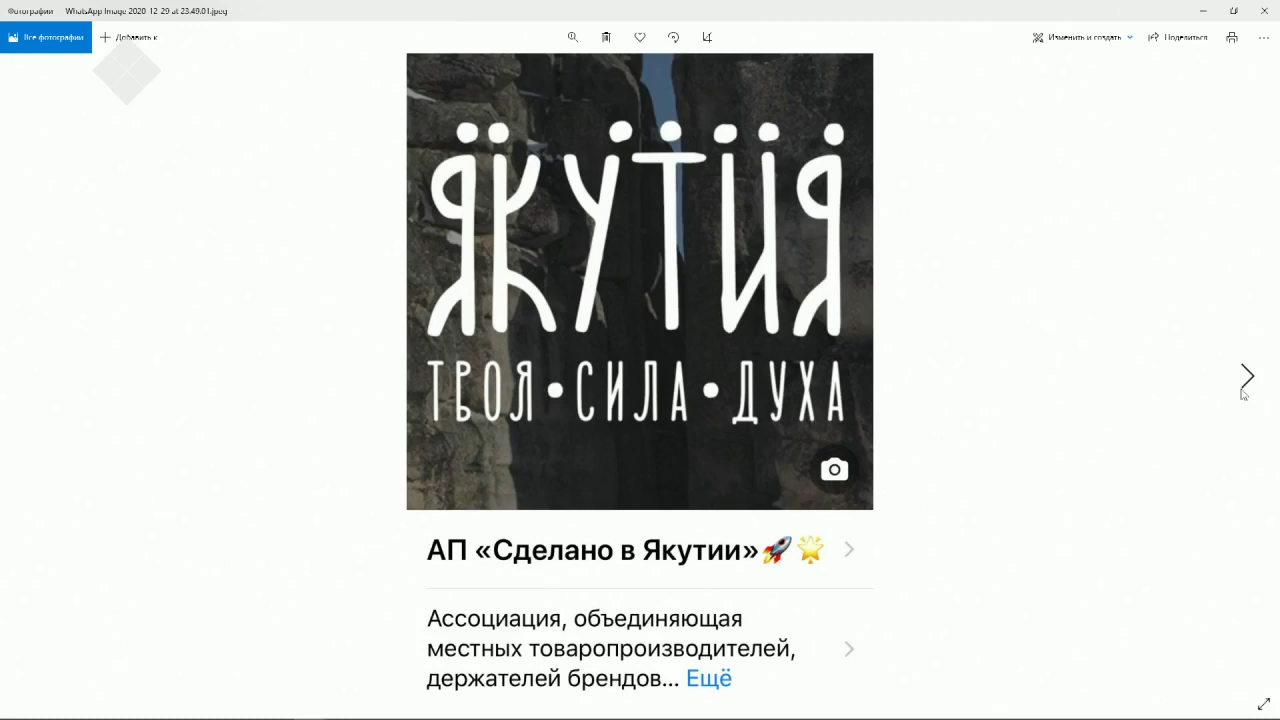 Фотографии - WhatsApp Image 2020-12-29 at 23.49.01.jpeg
Все фотографии
Добавить к
Изменить и создать
Поделиться
ЯКУТИЯ
ТВОЯ • СИЛА • ДУХА
АП «Сделано в Якутии»🚀🌟
Ассоциация, объединяющая
местных товаропроизводителей,
держателей брендов... Ещё